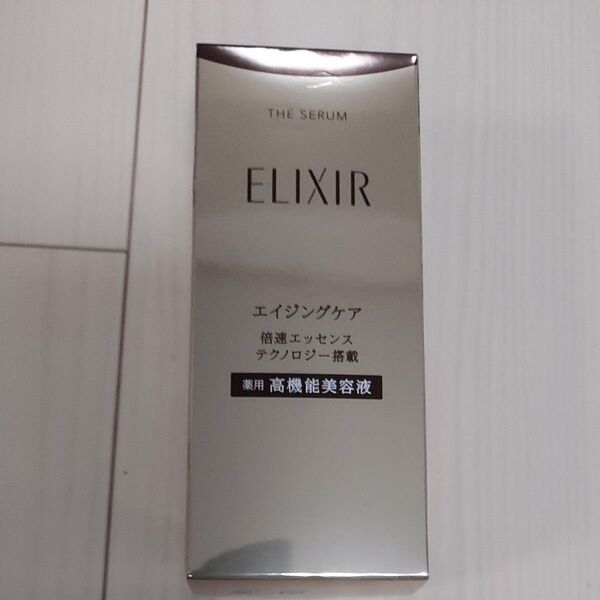 THE SERUM
ELIXIR
エイジングケア
倍速エッセンス
テクノロジー搭載
薬用 高機能美容液